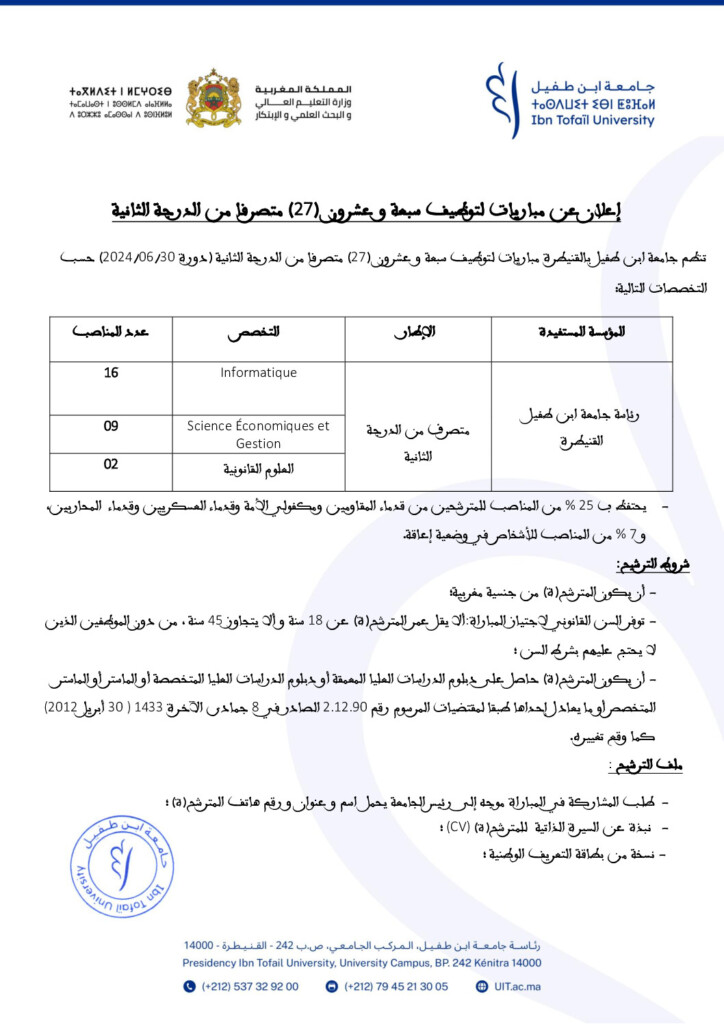 ⵜⴰⴳⵍⴷⵉⵜ ⵏ ⵍⵎⵖⵔⵉⴱ
المملكة المغربية
وزارة التعليم العالي
و البحث العلمي و الإبتكار
جامعة ابن طفيل
ⵜⴰⵙⴷⴰⵡⵉⵜ ⵉⴱⵏ ⵟⵓⴼⴰⵢⵍ
Ibn Tofaïl University
إعلان عن مباريات لتوظيف سبعة وعشرون (27) متصرفا من الدرجة الثانية
تنظم جامعة ابن طفيل بالقنيطرة مباريات لتوظيف سبعة وعشرون (27) متصرفا من الدرجة الثانية (دورة 2024/06/30) حسب
التخصصات التالية:
المؤسسة المستفيدة الإطار التخصص عدد المناصب
رئاسة جامعة ابن طفيل
القنيطرة
متصرف من الدرجة
الثانية
Informatique 16
Science Économiques et
Gestion 09
العلوم القانونية 02
- يحتفظ ب 25 % من المناصب للمترشحين من قدماء المقاومين ومكفولي الأمة وقدماء العسكريين وقدماء المحاربين،
و7 % من المناصب للأشخاص في وضعية إعاقة.
شروط الترشيح:
- أن يكون المترشح(ة) من جنسية مغربية؛
- توفر السن القانوني لاجتياز المباراة:ألا يقل عمر المترشح(ة) عن 18 سنة وألا يتجاوز 45 سنة ، من دون الموظفين الذين
لا يحتج عليهم بشرط السن ؛
- أن يكون المترشح(ة) حاصل على دبلوم الدراسات العليا المعمقة أو دبلوم الدراسات العليا المتخصصة أو الماستر أو الماستر
المتخصص أو ما يعادل إحداها طبقا لمقتضيات المرسوم رقم 2.12.90 الصادر في 8 جمادى الآخرة 1433 ( 30 أبريل 2012)
كما وقع تغييره.
ملف الترشيح :
- طلب المشاركة في المباراة موجه إلى رئيس الجامعة يحمل اسم و عنوان و رقم هاتف المترشح(ة) ؛
- نبذة عن السيرة الذاتية للمترشح(ة) (CV) ؛
- نسخة من بطاقة التعريف الوطنية ؛
جامعة ابن طفيل
Ibn Tofail University
رئاسة جامعة ابن طفيل، المركب الجامعي، ص.ب 242 - القنيطرة - 14000
Presidency Ibn Tofail University, University Campus, BP. 242 Kénitra 14000
(+212) 537 32 92 00 (+212) 79 45 21 30 05 UIT.ac.ma